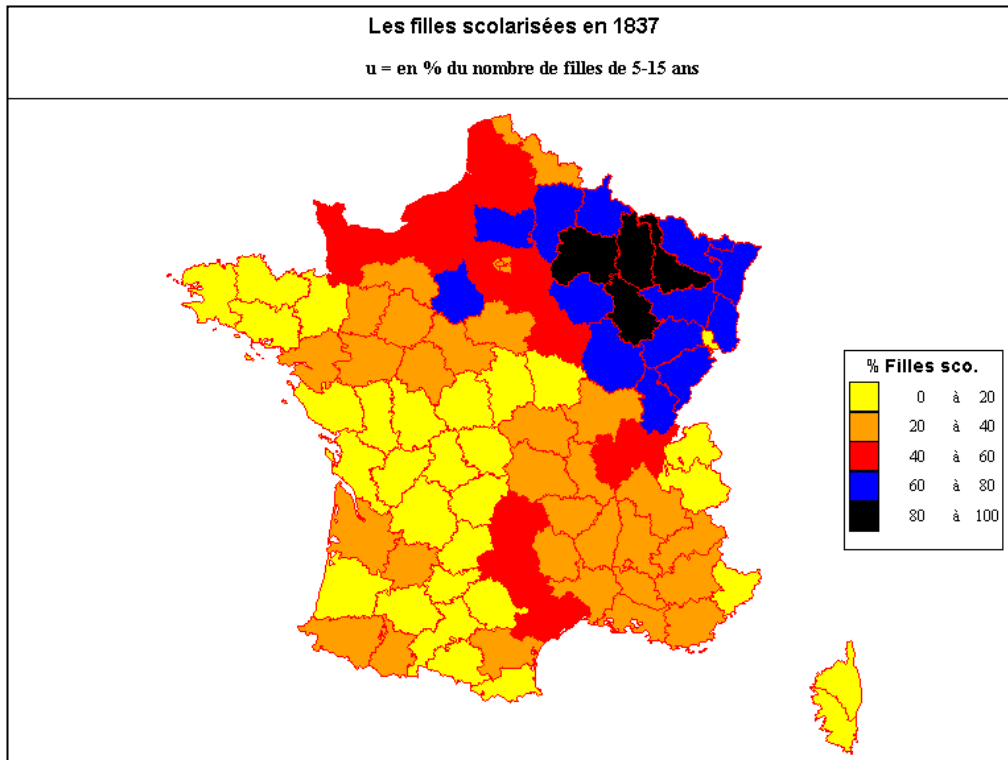 Les filles scolarisées en 1837
u = en % du nombre de filles de 5-15 ans
% Filles sco.
0 à 20
20 à 40
40 à 60
60 à 80
80 à 100